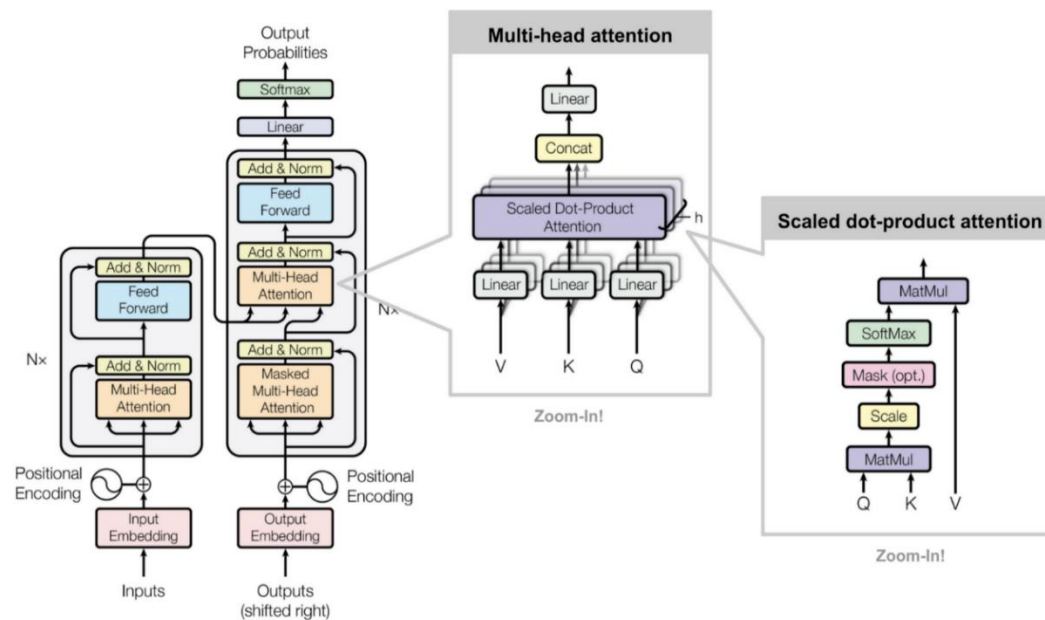 Output
Probabilities
Softmax
Linear
Add & Norm
Feed
Forward
Add & Norm
Multi-Head
Attention
Add & Norm
Masked
Multi-Head
Attention
N×
Positional
Encoding
Output
Embedding
Outputs
(shifted right)
Add & Norm
Feed
Forward
N×
Add & Norm
Multi-Head
Attention
Positional
Encoding
Input
Embedding
Inputs
Multi-head attention
Linear
Concat
Scaled Dot-Product
Attention
h
Linear
Linear
Linear
V
K
Q
Zoom-In!
Scaled dot-product attention
MatMul
SoftMax
Mask (opt.)
Scale
MatMul
Q
K
V
Zoom-In!